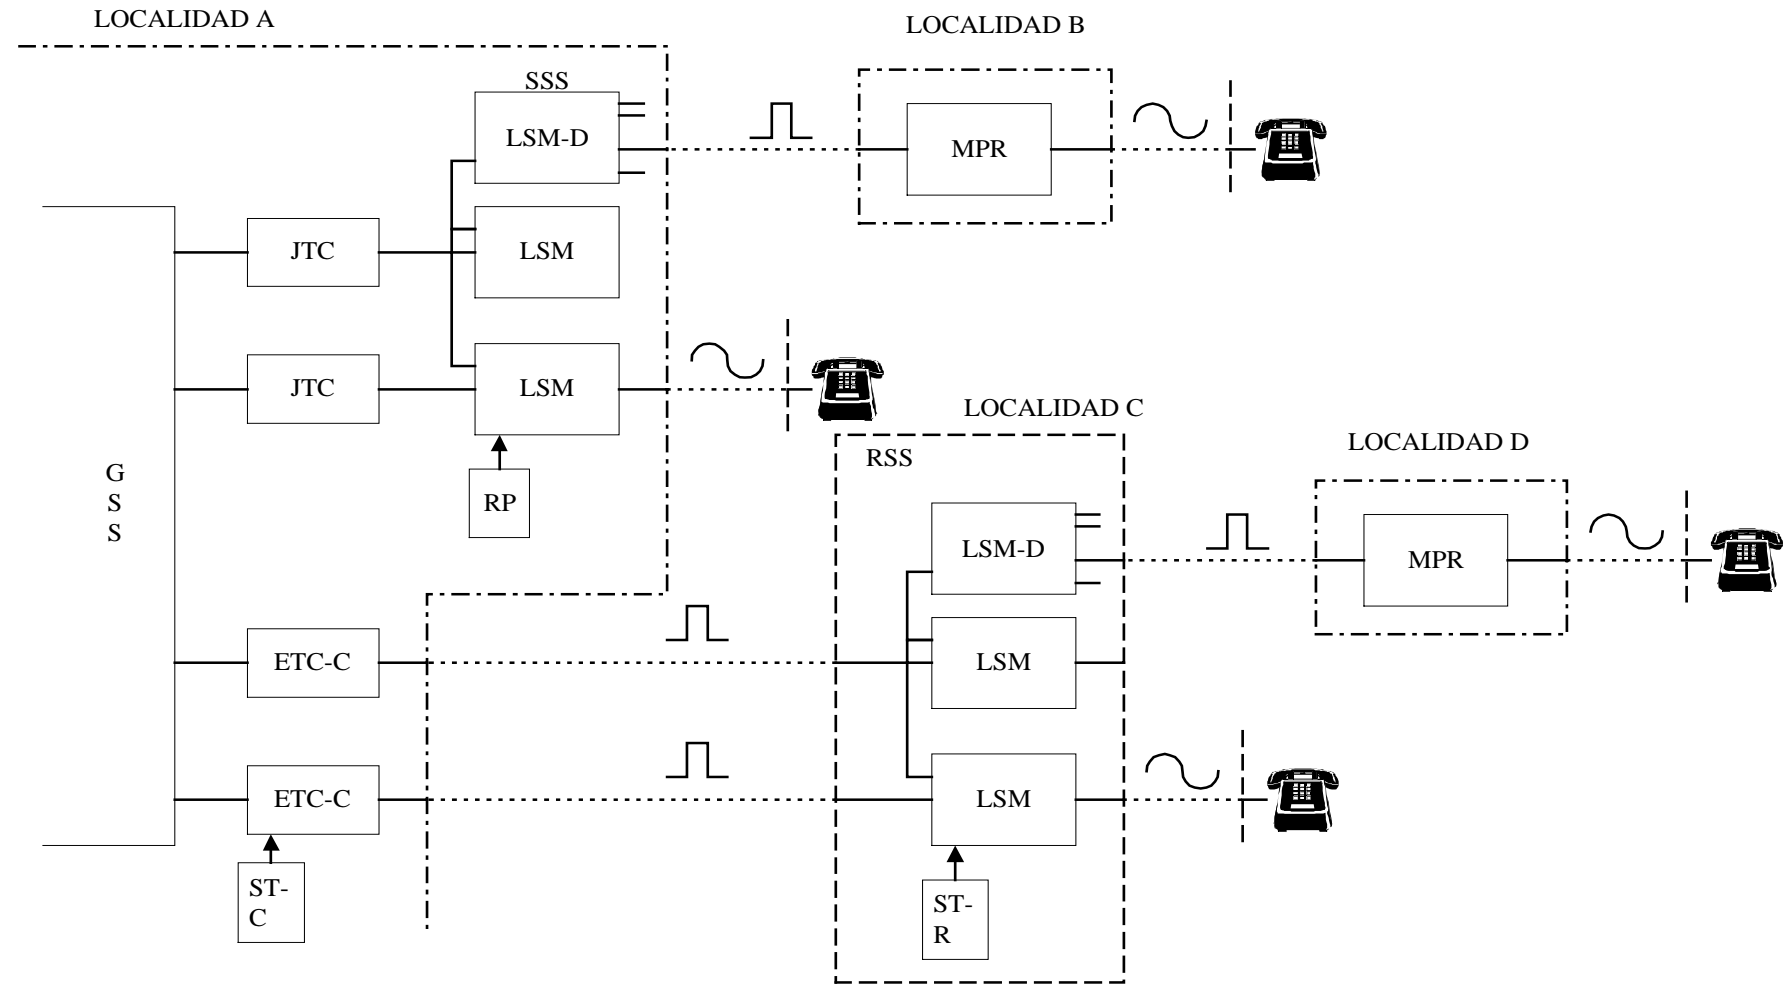 LOCALIDAD A
LOCALIDAD B
SSS
LSM-D
MPR
JTC
LSM
JTC
LSM
LOCALIDAD C
LOCALIDAD D
RSS
G
S
S
RP
LSM-D
MPR
ETC-C
LSM
ETC-C
LSM
ST-
C
ST-
R